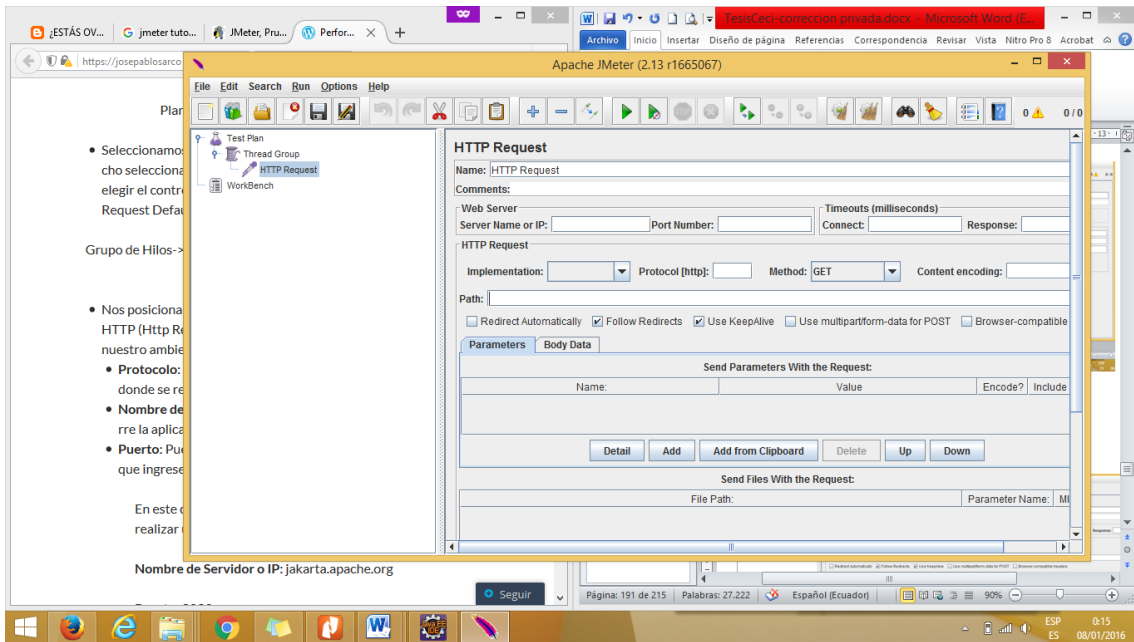 ¿ESTÁS OV...
jmeter tuto...
JMeter, Pru...
Perfor...
https://josepablosarco
TesisCeci-correccion privada.docx - Microsoft Word (E...
Archivo Inicio Insertar Diseño de página Referencias Correspondencia Revisar Vista Nitro Pro 8 Acrobat
Apache JMeter (2.13 r1665067)
File Edit Search Run Options Help
0 0/0
Plan
Seleccionamos
cho selecciona
elegir el contro
Request Defau
Grupo de Hilos->
Nos posiciona
HTTP (Http Re
nuestro ambie
Protocolo:
donde se re
Nombre de
rre la aplica
Puerto: Pue
que ingrese
En este c
realizar u
Nombre de Servidor o IP: jakarta.apache.org
Test Plan
Thread Group
HTTP Request
WorkBench
HTTP Request
Name: HTTP Request
Comments:
Web Server
Server Name or IP: Port Number:
Timeouts (milliseconds)
Connect: Response:
HTTP Request
Implementation: Protocol [http]: Method: GET Content encoding:
Path:
Redirect Automatically Follow Redirects Use KeepAlive Use multipart/form-data for POST Browser-compatible
Parameters Body Data
Send Parameters With the Request:
Name: Value Encode? Include
Detail Add Add from Clipboard Delete Up Down
Send Files With the Request:
File Path: Parameter Name: MI
Seguir
Página: 191 de 215 Palabras: 27.222 Español (Ecuador) 90%
ESP
ES
0:15
08/01/2016